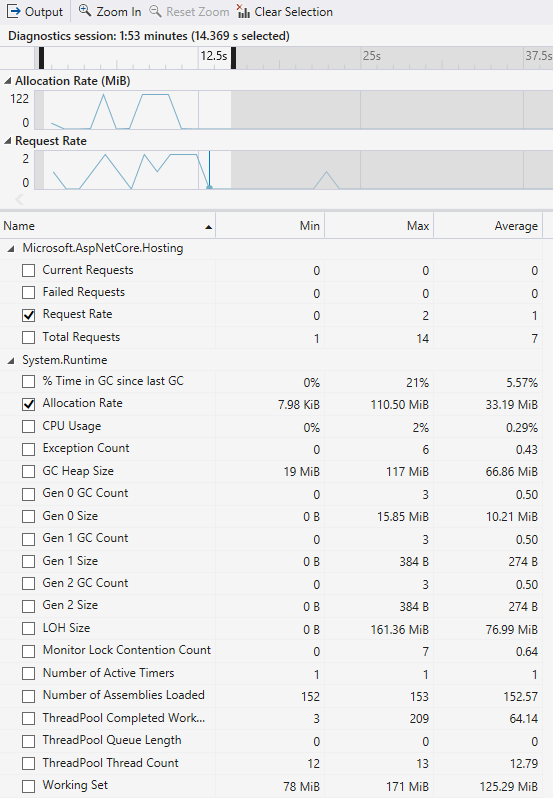 Output Zoom In Reset Zoom Clear Selection
Diagnostics session: 1:53 minutes (14.369 s selected)
12.5s 25s 37.5s
Allocation Rate (MiB)
122
0
Request Rate
2
0
Name Min Max Average
Microsoft.AspNetCore.Hosting
Current Requests 0 0 0
Failed Requests 0 0 0
Request Rate 0 2 1
Total Requests 1 14 7
System.Runtime
% Time in GC since last GC 0% 21% 5.57%
Allocation Rate 7.98 KiB 110.50 MiB 33.19 MiB
CPU Usage 0% 2% 0.29%
Exception Count 0 6 0.43
GC Heap Size 19 MiB 117 MiB 66.86 MiB
Gen 0 GC Count 0 3 0.50
Gen 0 Size 0 B 15.85 MiB 10.21 MiB
Gen 1 GC Count 0 3 0.50
Gen 1 Size 0 B 384 B 274 B
Gen 2 GC Count 0 3 0.50
Gen 2 Size 0 B 384 B 274 B
LOH Size 0 B 161.36 MiB 76.99 MiB
Monitor Lock Contention Count 0 7 0.64
Number of Active Timers 1 1 1
Number of Assemblies Loaded 152 153 152.57
ThreadPool Completed Work... 3 209 64.14
ThreadPool Queue Length 0 0 0
ThreadPool Thread Count 12 13 12.79
Working Set 78 MiB 171 MiB 125.29 MiB